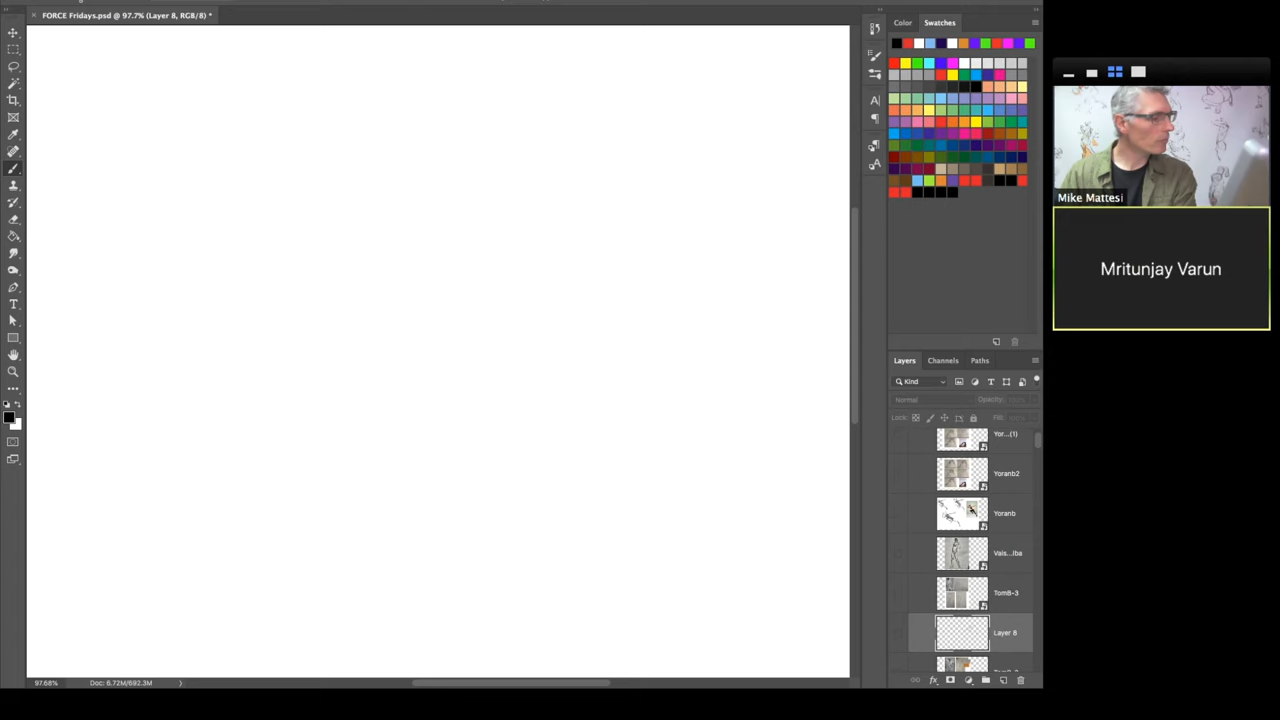 FORCE Fridays.psd @ 97.7% (Layer 8, RGB/8) *
Color
Swatches
Mike Mattesi
Mritunjay Varun
Layers
Channels
Paths
Kind
Normal
Opacity:
Lock:
Fill:
Yor...(1)
Yoranb2
Yoranb
Vais...lba
TomB-3
Layer 8
97.68%
Doc: 6.72M/692.3M